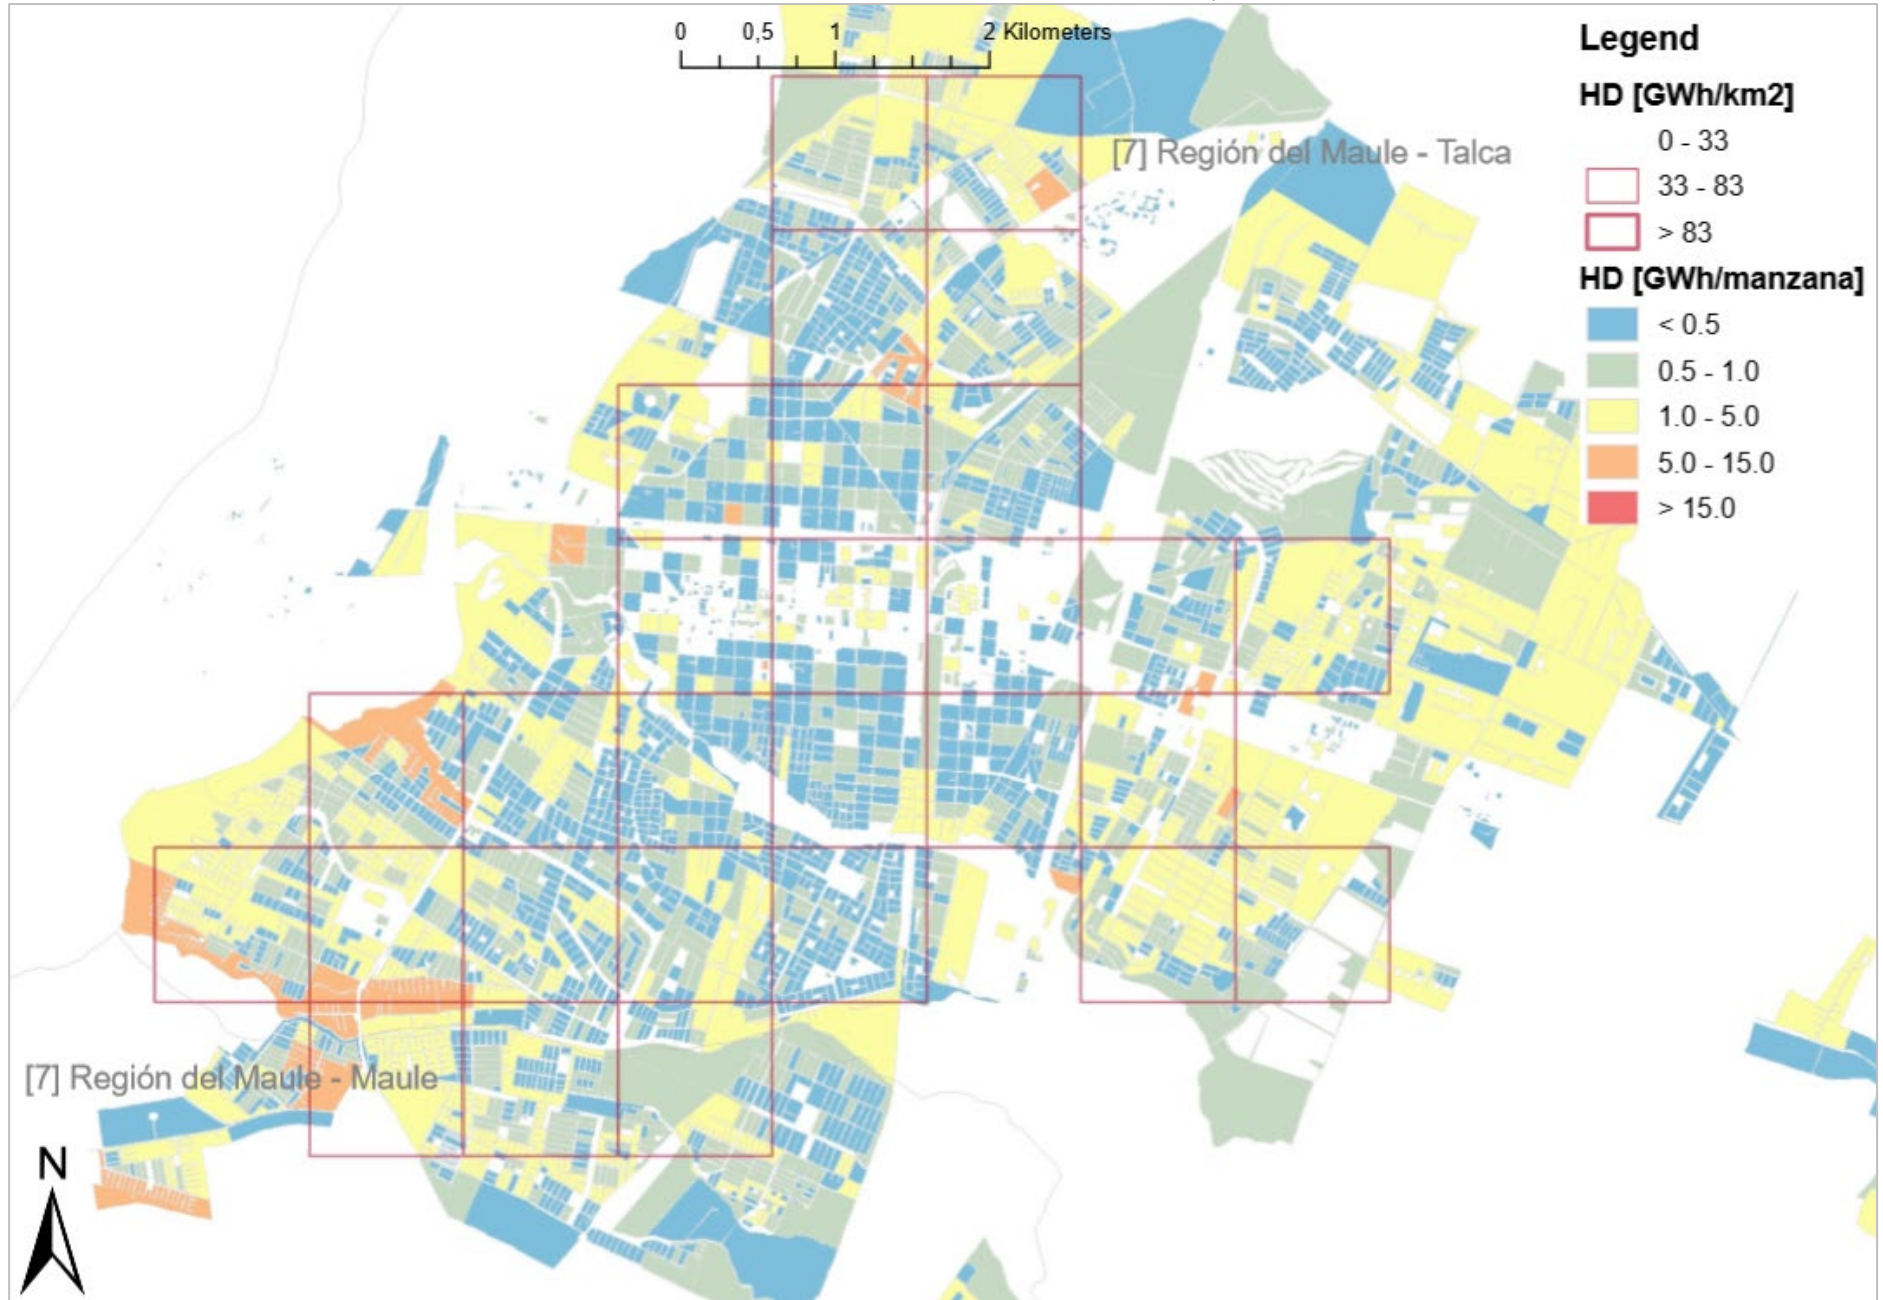 0 0,5 1 2 Kilometers
Legend
HD [GWh/km2]
0 - 33
33 - 83
> 83
HD [GWh/manzana]
< 0.5
0.5 - 1.0
1.0 - 5.0
5.0 - 15.0
> 15.0
[7] Región del Maule - Talca
[7] Región del Maule - Maule
N